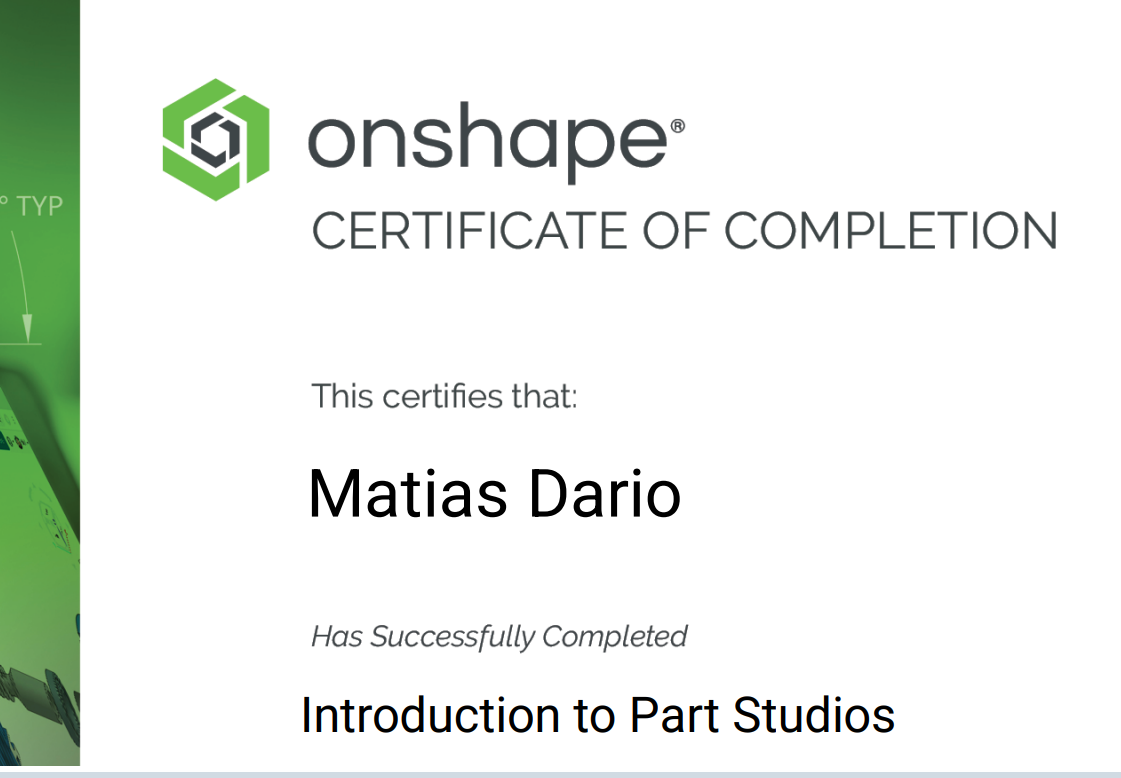 ° TYP
onshape®
CERTIFICATE OF COMPLETION
This certifies that:
Matias Dario
Has Successfully Completed
Introduction to Part Studios